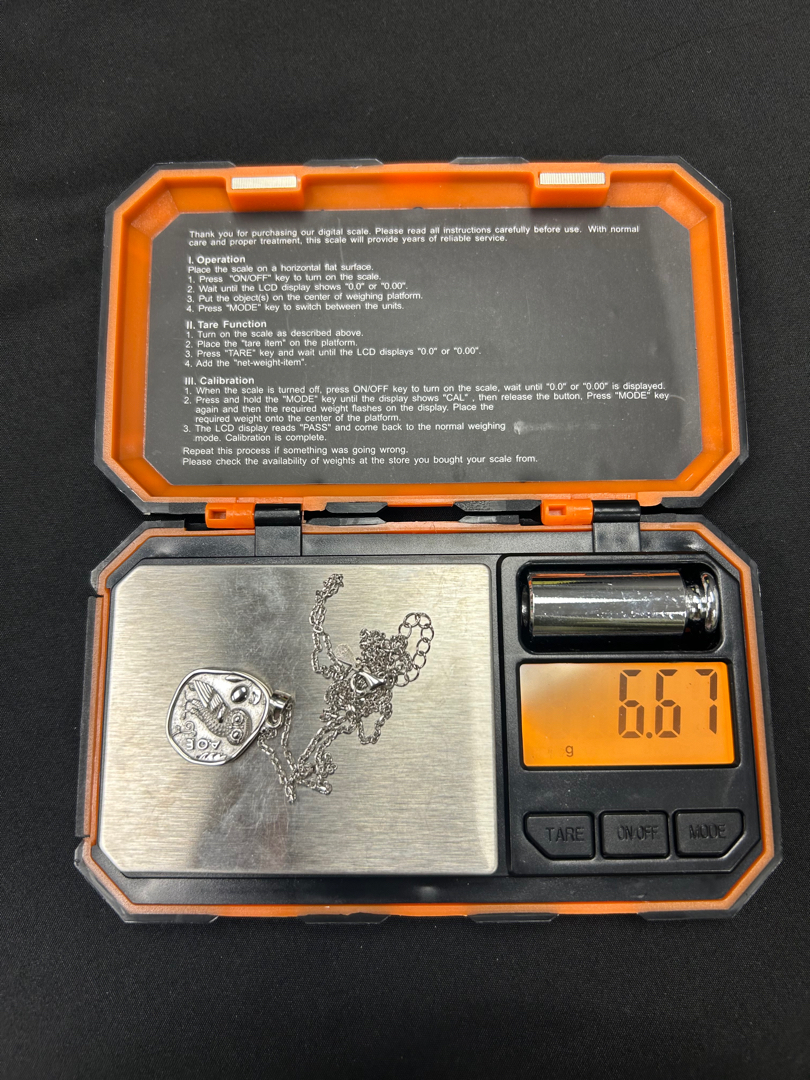 Thank you for purchasing our digital scale. Please read all instructions carefully before use. With normal
care and proper treatment, this scale will provide years of reliable service.
I. Operation
Place the scale on a horizontal flat surface.
1. Press "ON/OFF" key to turn on the scale.
2. Wait until the LCD display shows "0.0" or "0.00".
3. Put the object(s) on the center of weighing platform.
4. Press "MODE" key to switch between the units.
II. Tare Function
1. Turn on the scale as described above.
2. Place the "tare item" on the platform.
3. Press "TARE" key and wait until the LCD displays "0.0" or "0.00".
4. Add the "net-weight-item".
III. Calibration
1. When the scale is turned off, press ON/OFF key to turn on the scale, wait until "0.0" or "0.00" is displayed.
2. Press and hold the "MODE" key until the display shows "CAL" , then release the button, Press "MODE" key
again and then the required weight flashes on the display. Place the
required weight onto the center of the platform.
3. The LCD display reads "PASS" and come back to the normal weighing
mode. Calibration is complete.
Repeat this process if something was going wrong.
Please check the availability of weights at the store you bought your scale from.
6.67
g
TARE
ON/OFF
MODE
ΑΘΕ